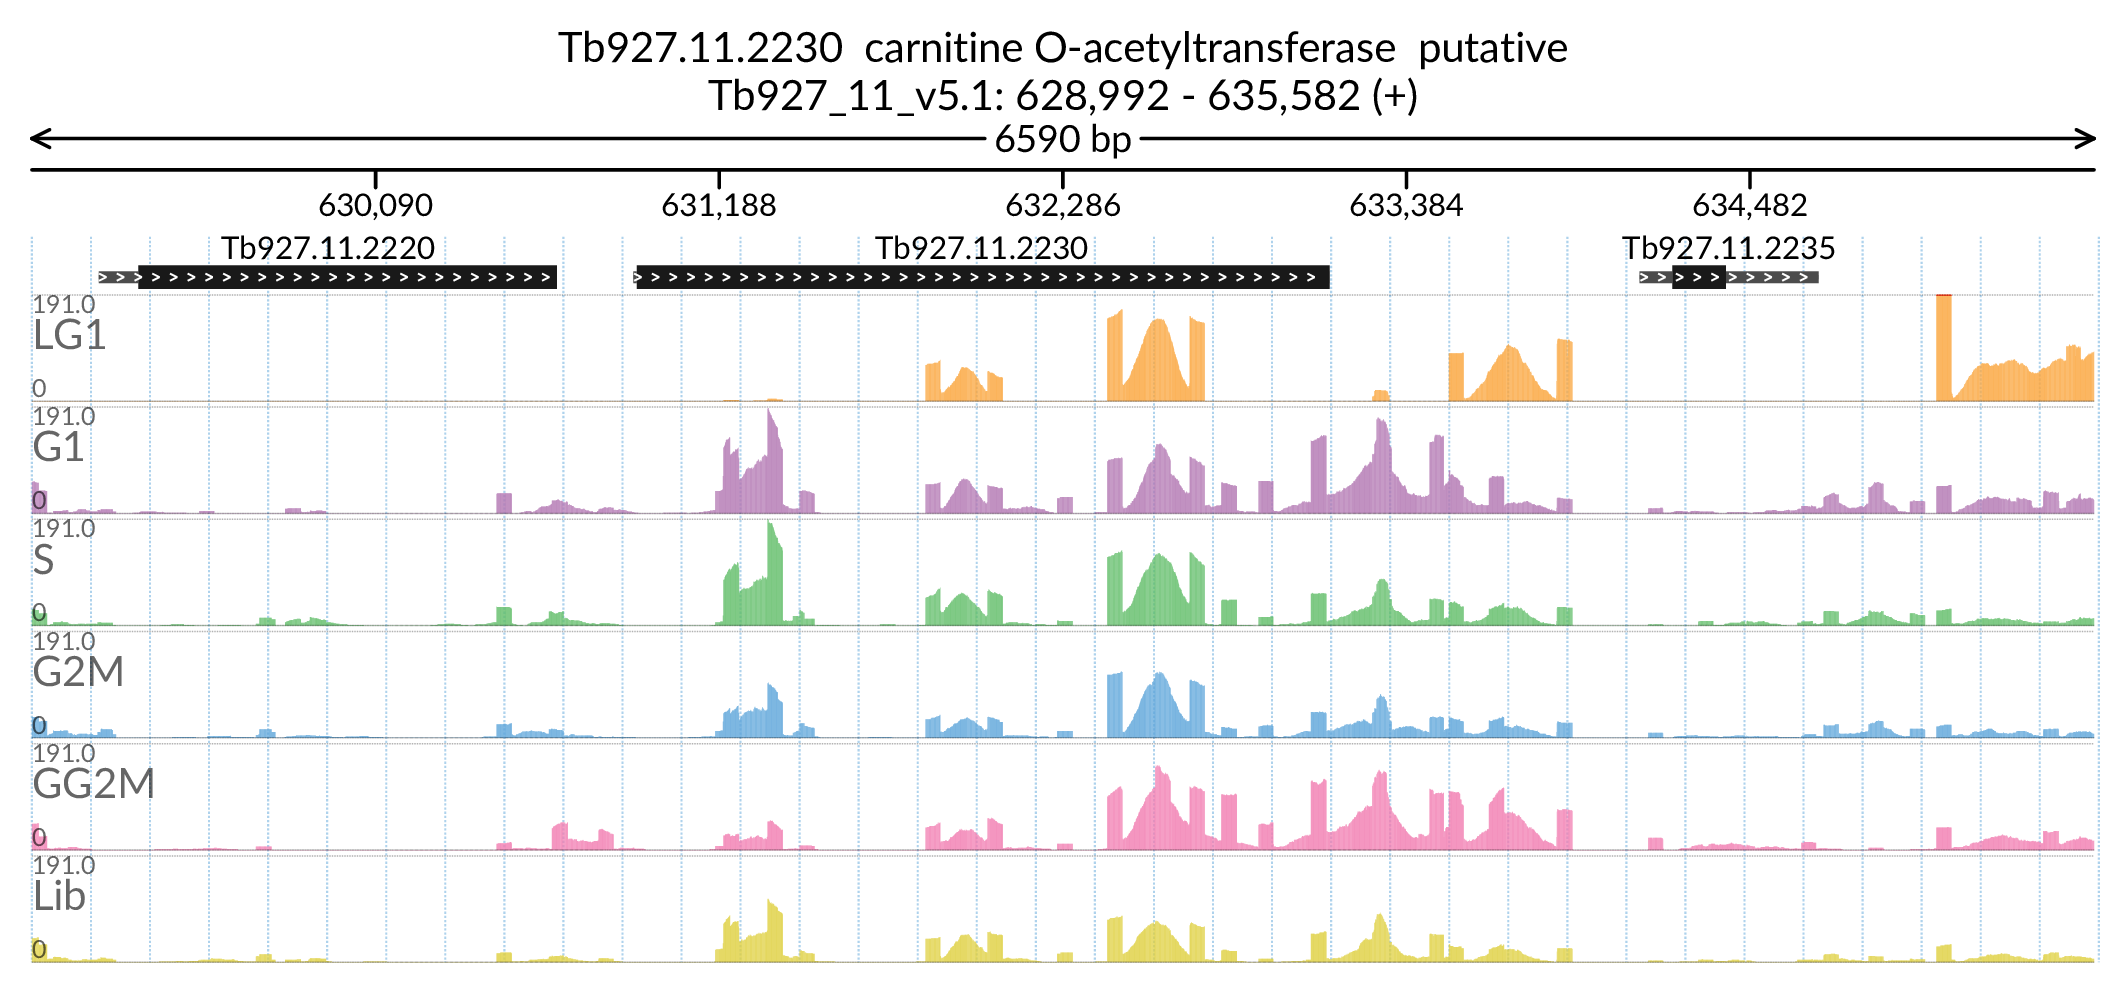 Tb927.11.2230  carnitine O-acetyltransferase  putative
Tb927_11_v5.1: 628,992 - 635,582 (+)
6590 bp
630,090 631,188 632,286 633,384 634,482
Tb927.11.2220 Tb927.11.2230 Tb927.11.2235
191.0
LG1
0
191.0
G1
0
191.0
S
0
191.0
G2M
0
191.0
GG2M
0
191.0
Lib
0